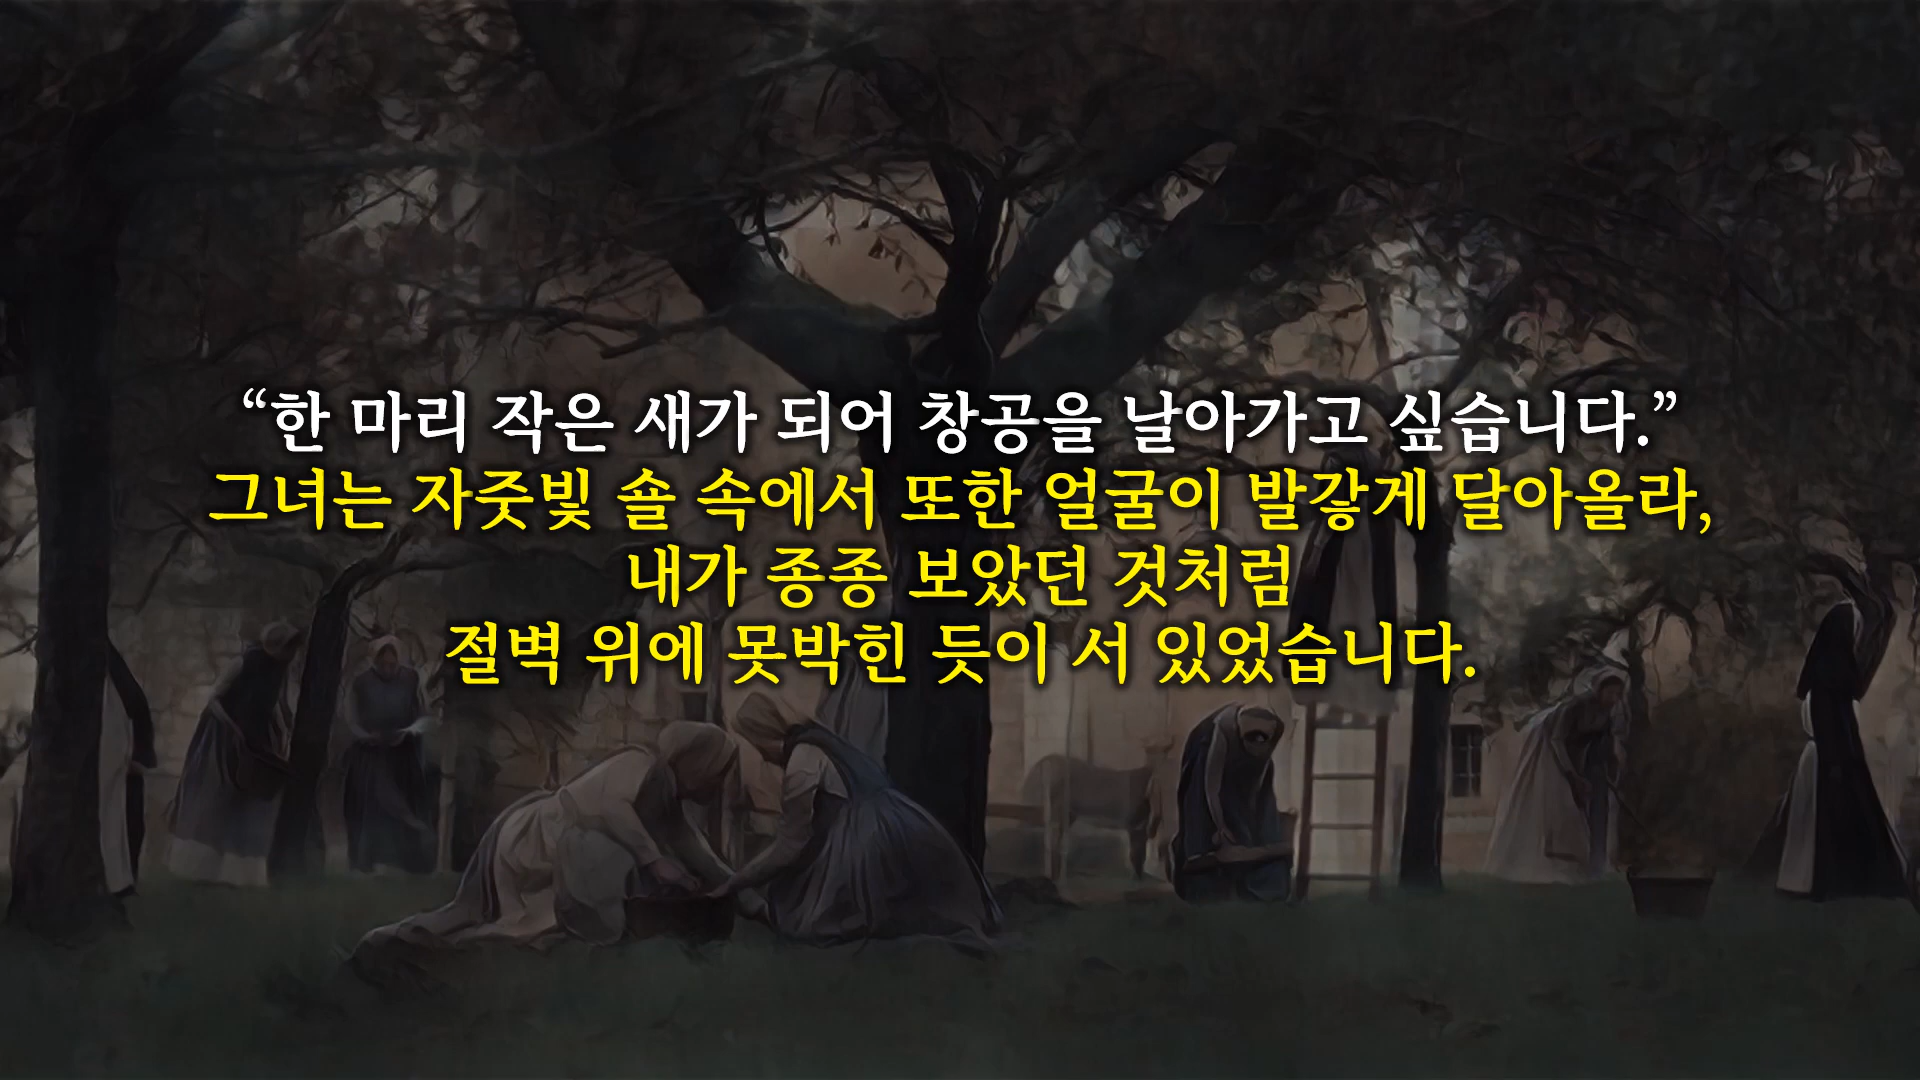 “한 마리 작은 새가 되어 창공을 날아가고 싶습니다.”
그녀는 자줏빛 숄 속에서 또한 얼굴이 발갛게 달아올라,
내가 종종 보았던 것처럼
절벽 위에 못박힌 듯이 서 있었습니다.